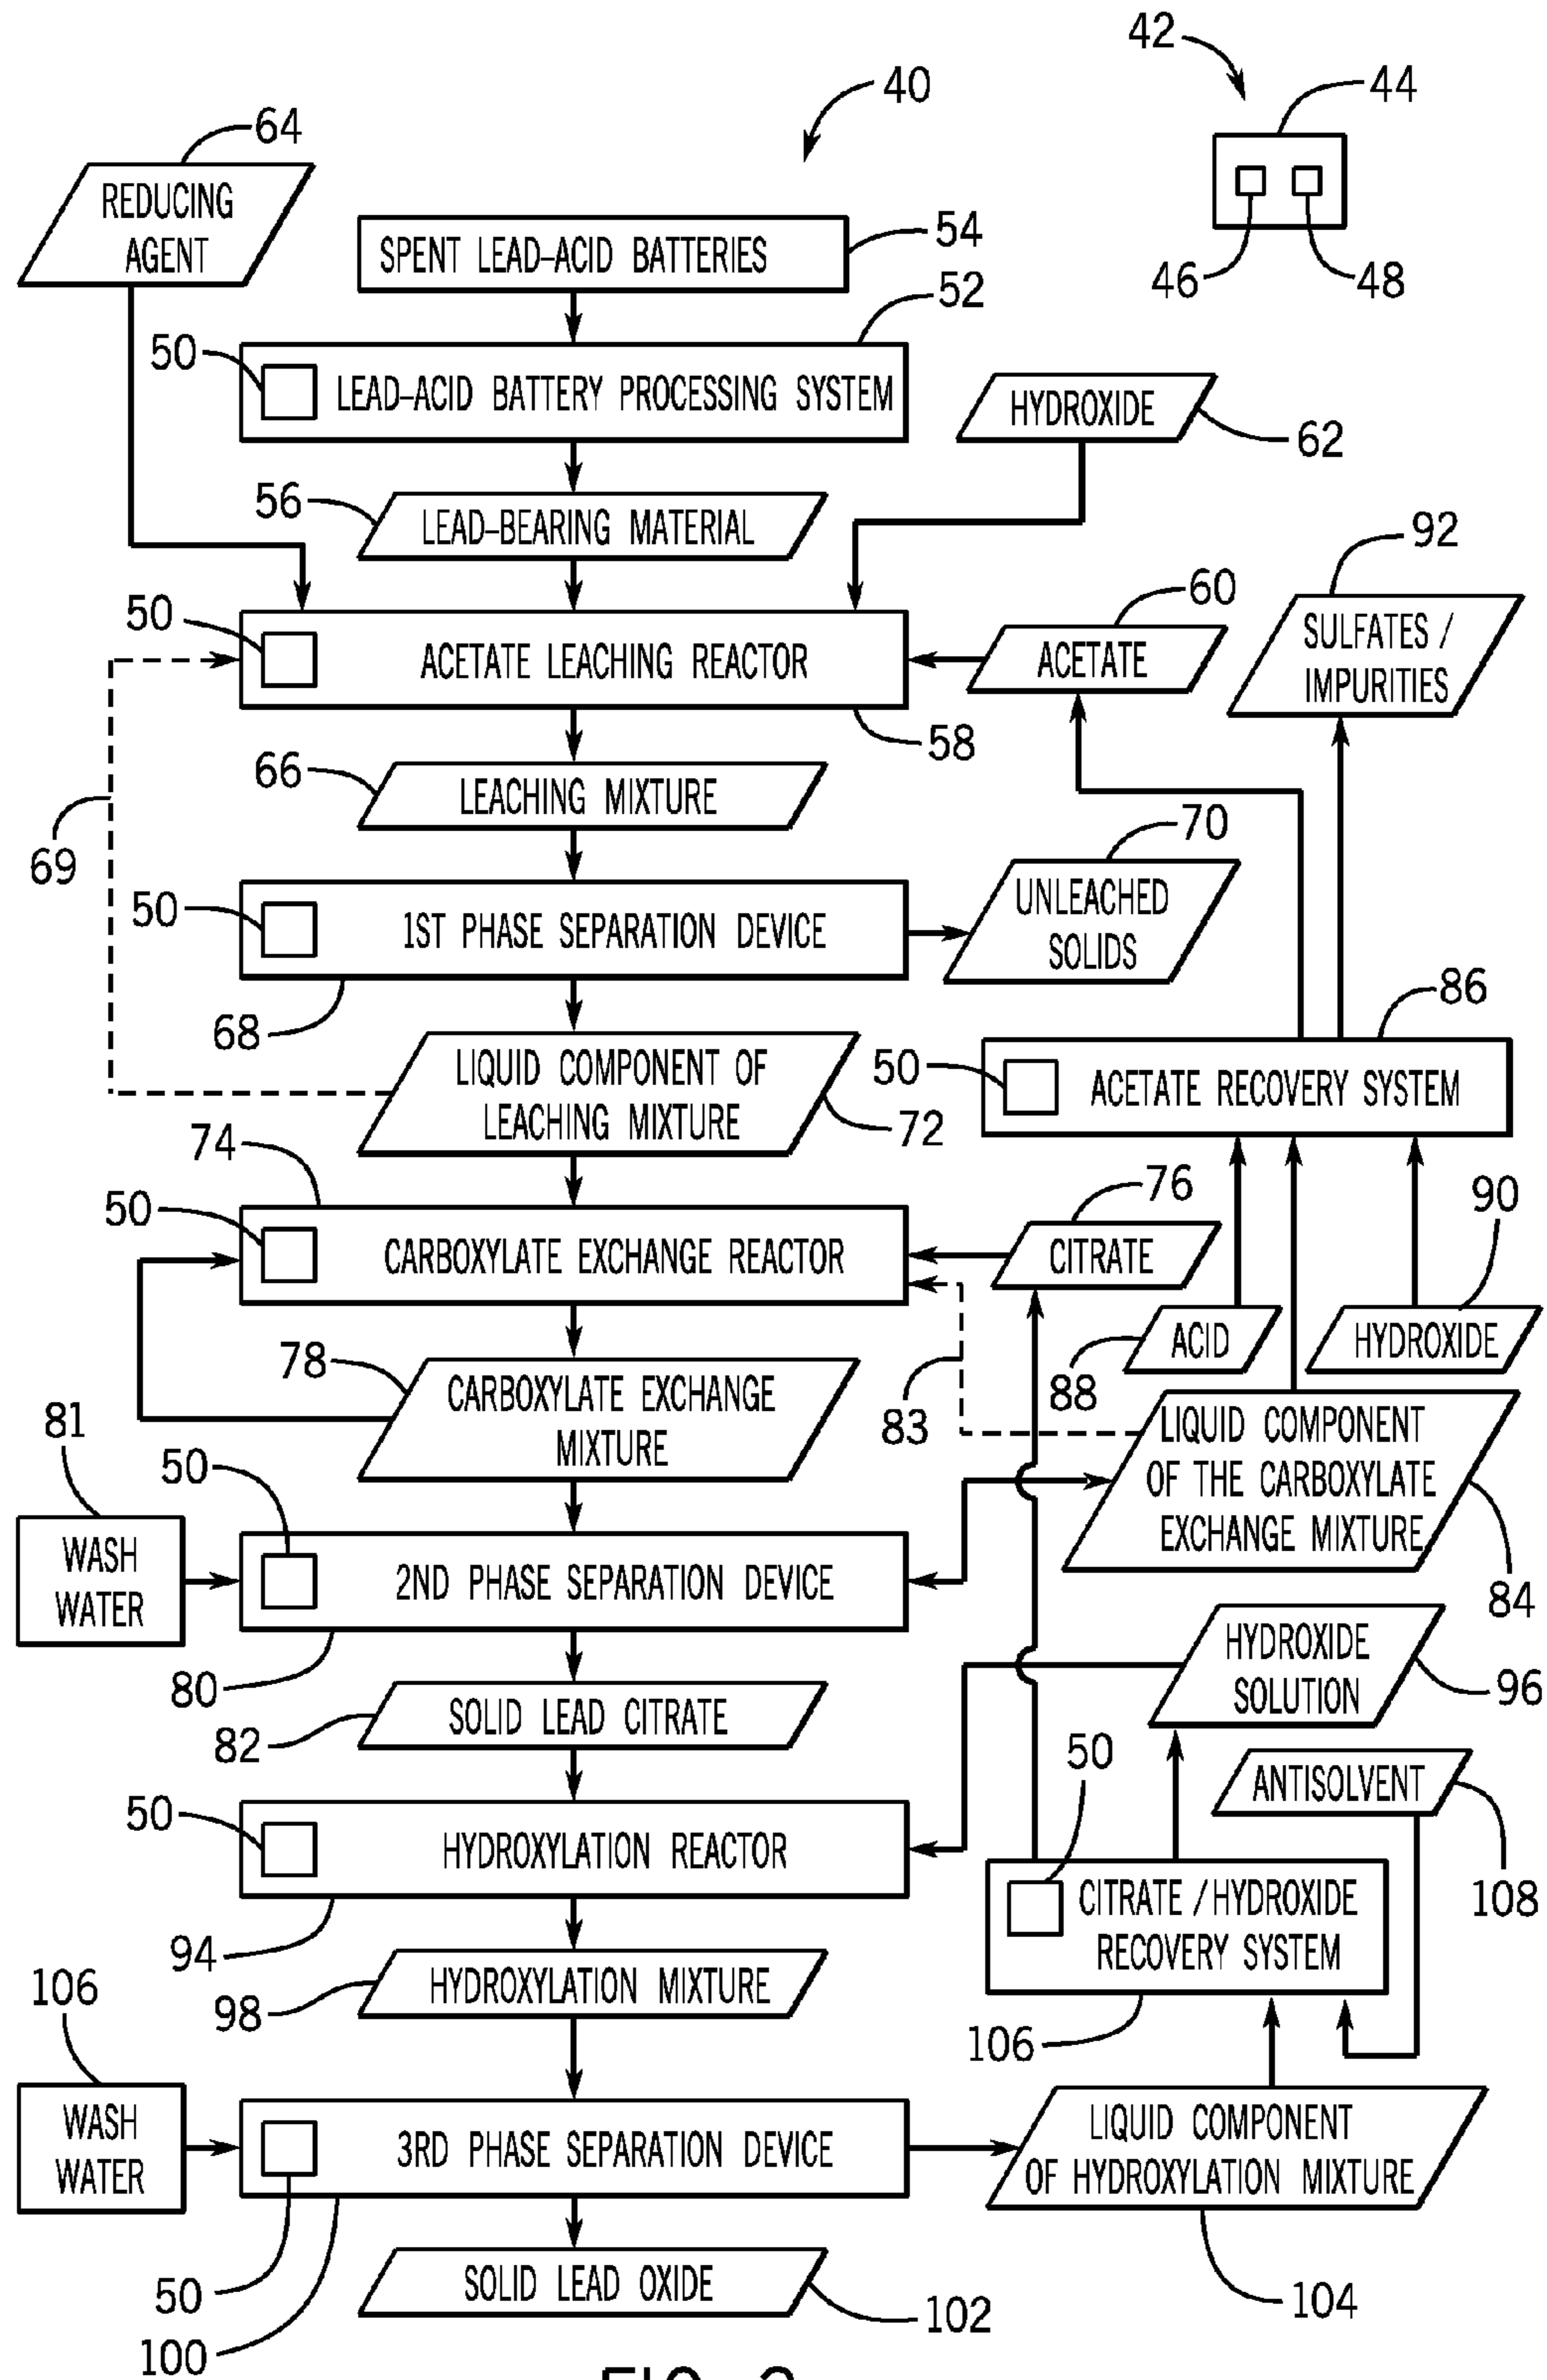 42
40
44
64
REDUCING
AGENT
SPENT LEAD-ACID BATTERIES
54
46
48
52
50
LEAD-ACID BATTERY PROCESSING SYSTEM
HYDROXIDE
62
56
LEAD-BEARING MATERIAL
92
60
50
ACETATE LEACHING REACTOR
ACETATE
SULFATES /
IMPURITIES
58
66
LEACHING MIXTURE
69
70
UNLEACHED
SOLIDS
50
1ST PHASE SEPARATION DEVICE
68
86
LIQUID COMPONENT OF
LEACHING MIXTURE
72
50
ACETATE RECOVERY SYSTEM
74
76
90
50
CARBOXYLATE EXCHANGE REACTOR
CITRATE
ACID
HYDROXIDE
88
78
CARBOXYLATE EXCHANGE
MIXTURE
83
LIQUID COMPONENT
OF THE CARBOXYLATE
EXCHANGE MIXTURE
84
81
50
WASH
WATER
2ND PHASE SEPARATION DEVICE
80
HYDROXIDE
SOLUTION
96
82
SOLID LEAD CITRATE
50
ANTISOLVENT
108
50
HYDROXYLATION REACTOR
94
CITRATE / HYDROXIDE
RECOVERY SYSTEM
106
98
HYDROXYLATION MIXTURE
106
WASH
WATER
3RD PHASE SEPARATION DEVICE
LIQUID COMPONENT
OF HYDROXYLATION MIXTURE
104
50
100
SOLID LEAD OXIDE
102